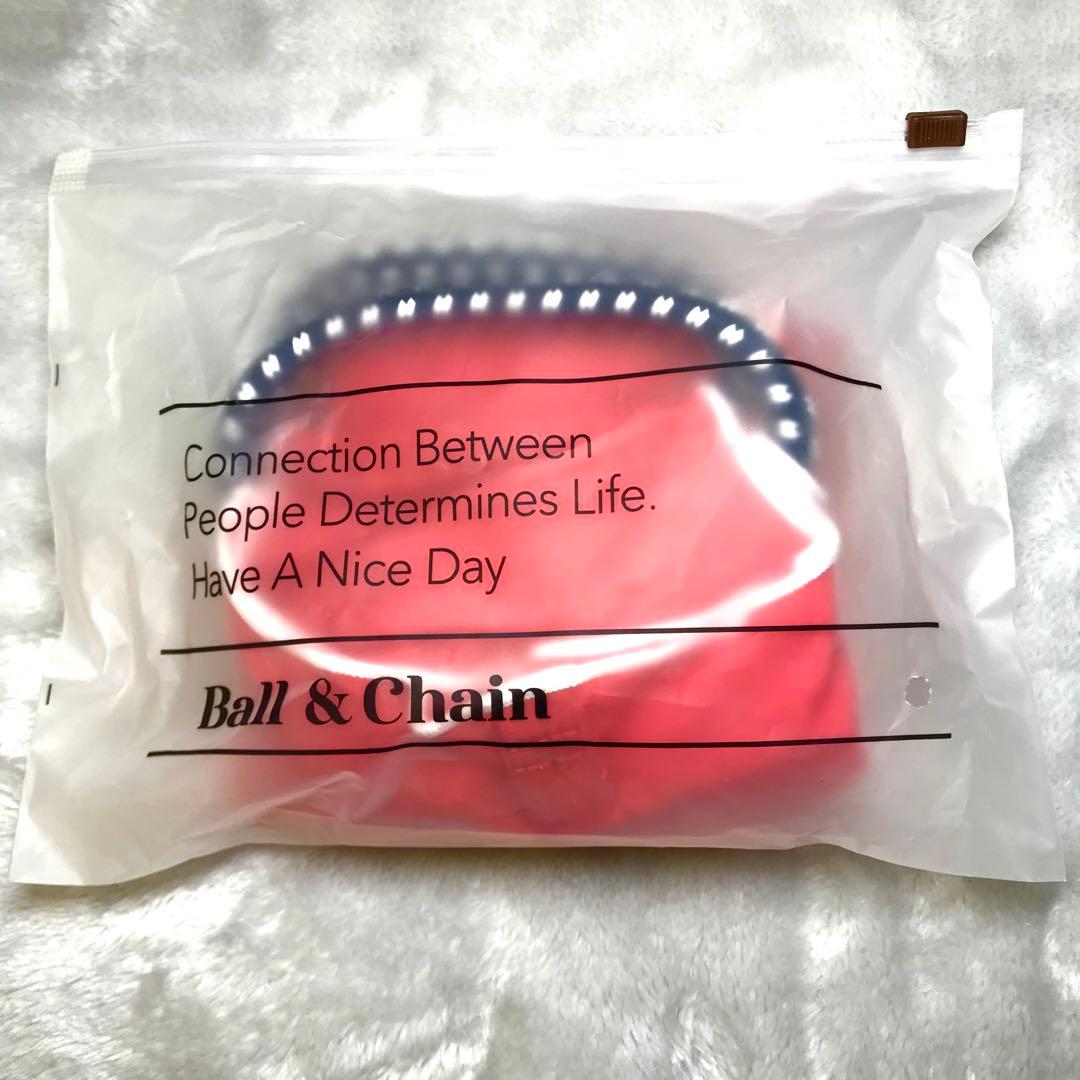 Connection Between
People Determines Life.
Have A Nice Day
Ball & Chain